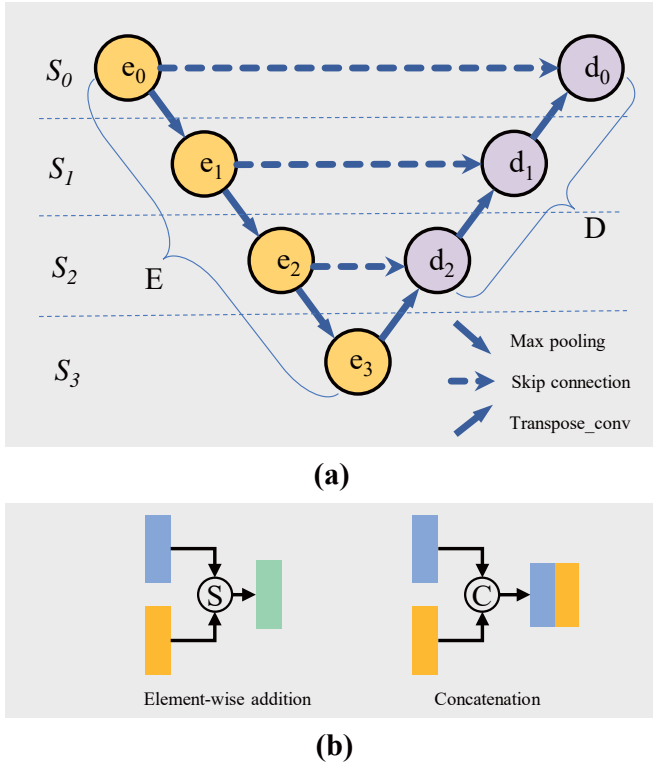 S0 e0 d0
S1 e1 d1
S2 E e2 d2 D
S3 e3
Max pooling
Skip connection
Transpose_conv
(a)
S C
Element-wise addition Concatenation
(b)